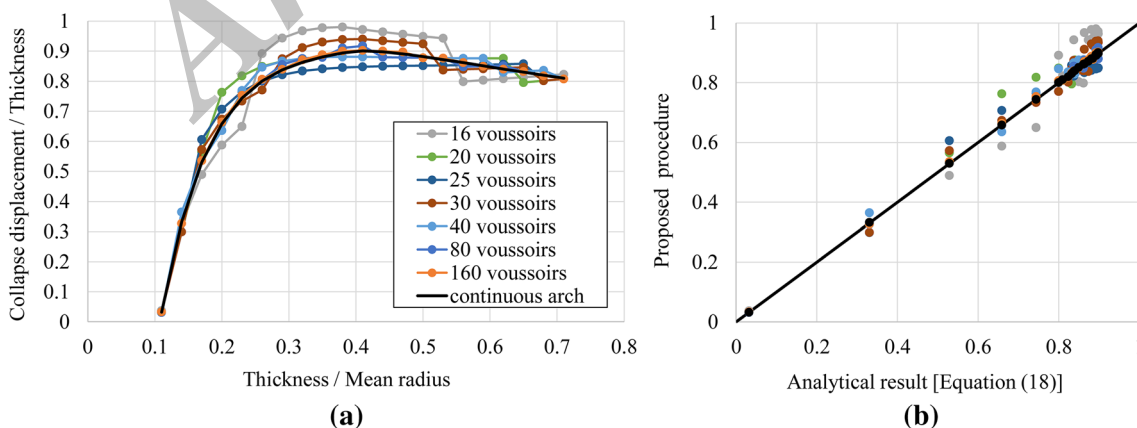 1
0.9
0.8
0.7
0.6
0.5
0.4
0.3
0.2
0.1
0
Collapse displacement / Thickness
0 0.1 0.2 0.3 0.4 0.5 0.6 0.7 0.8
Thickness / Mean radius
16 voussoirs
20 voussoirs
25 voussoirs
30 voussoirs
40 voussoirs
80 voussoirs
160 voussoirs
continuous arch
(a)
1
0.8
0.6
0.4
0.2
0
Proposed procedure
0 0.2 0.4 0.6 0.8 1
Analytical result [Equation (18)]
(b)